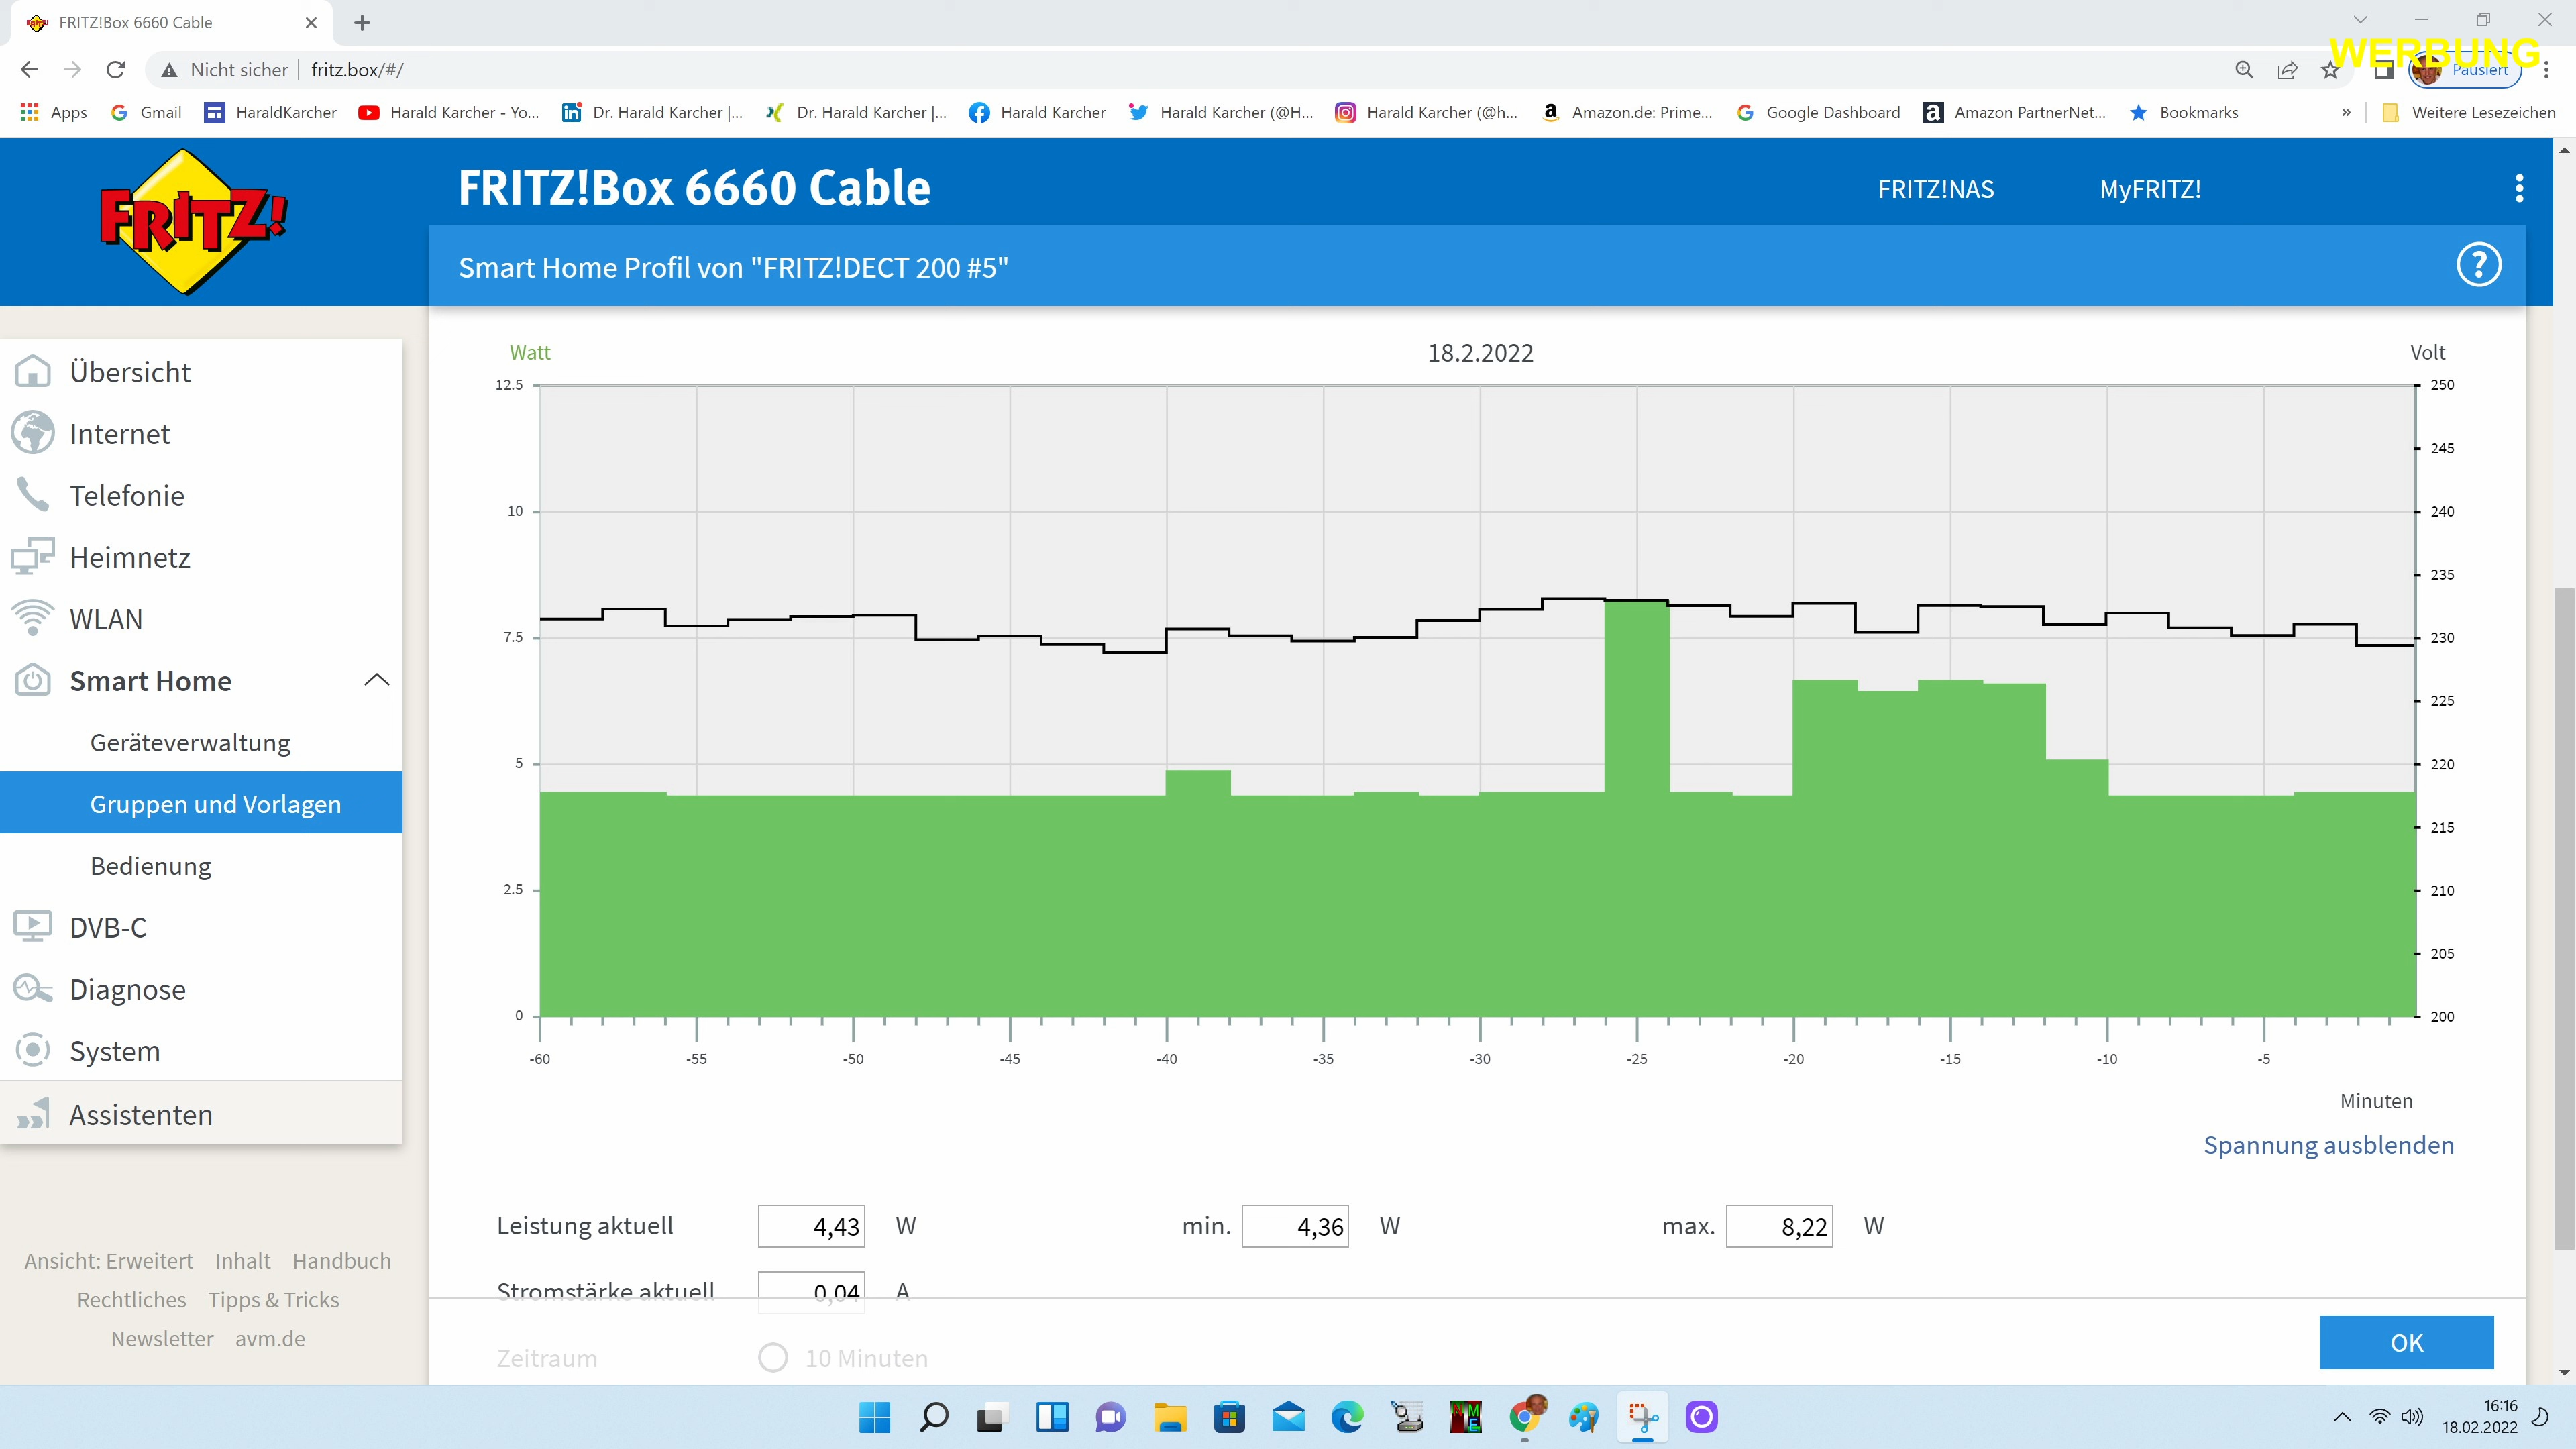 FRITZ!Box 6660 Cable
WERBUNG
Nicht sicher | fritz.box/#/
Pausiert
Apps Gmail HaraldKarcher Harald Karcher - Yo... Dr. Harald Karcher |... Dr. Harald Karcher |... Harald Karcher Harald Karcher (@H... Harald Karcher (@h... Amazon.de: Prime... Google Dashboard Amazon PartnerNet... Bookmarks » Weitere Lesezeichen
FRITZ!
FRITZ!Box 6660 Cable
FRITZ!NAS
MyFRITZ!
Smart Home Profil von "FRITZ!DECT 200 #5"
?
Übersicht
Internet
Telefonie
Heimnetz
WLAN
Smart Home
Geräteverwaltung
Gruppen und Vorlagen
Bedienung
DVB-C
Diagnose
System
Assistenten
Ansicht: Erweitert Inhalt Handbuch
Rechtliches Tipps & Tricks
Newsletter avm.de
Watt 18.2.2022 Volt
12.5 250
245
10 240
235
7.5 230
225
5 220
215
2.5 210
205
0 200
-60 -55 -50 -45 -40 -35 -30 -25 -20 -15 -10 -5
Minuten
Spannung ausblenden
Leistung aktuell 4,43 W min. 4,36 W max. 8,22 W
Stromstärke aktuell 0,04 A
Zeitraum 10 Minuten
OK
16:16
18.02.2022